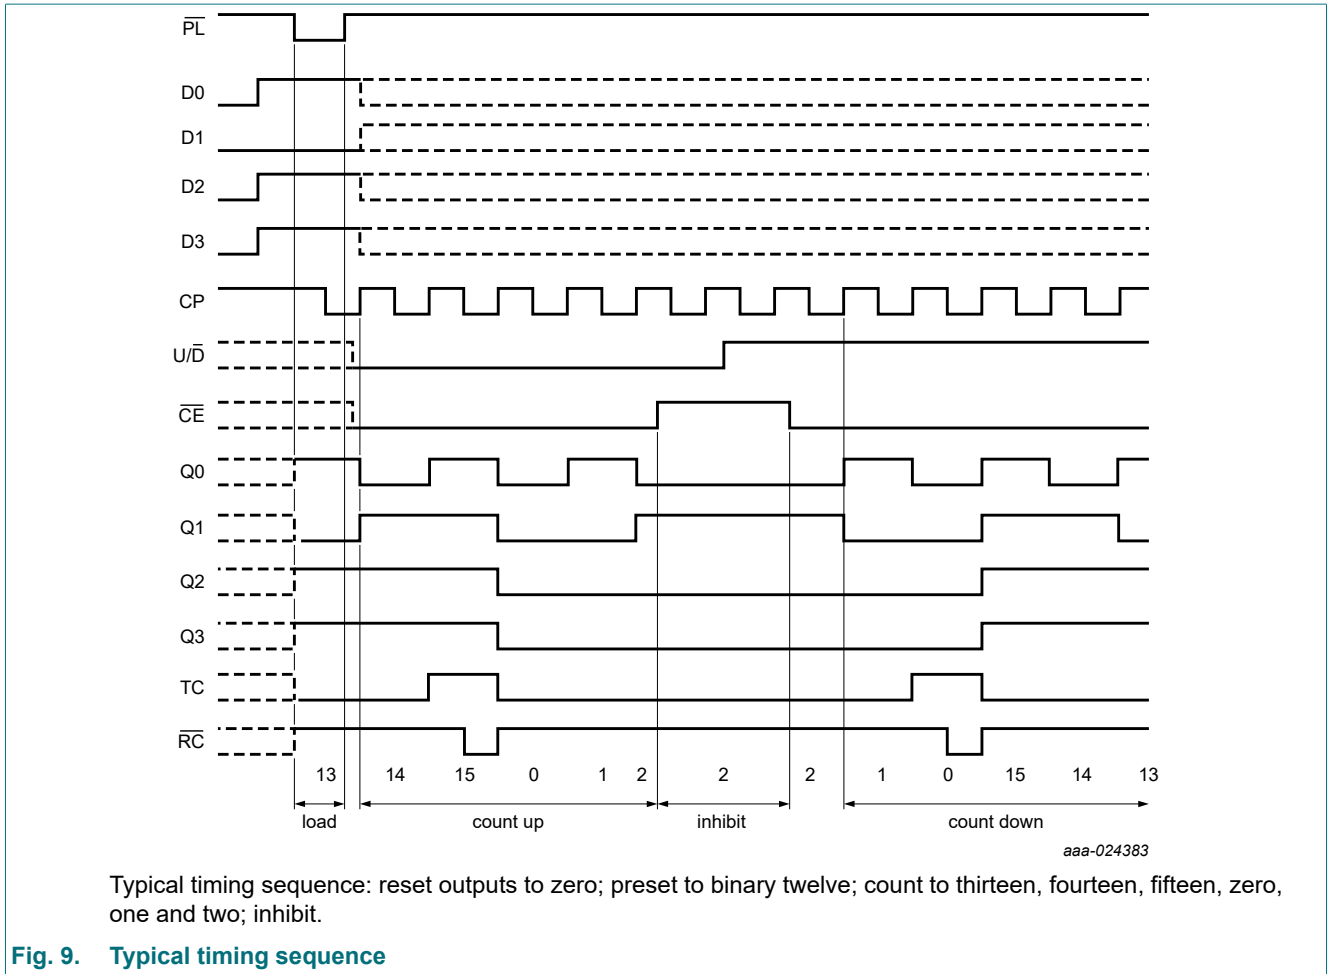 PL
D0
D1
D2
D3
CP
U/D̅
C̅E̅
Q0
Q1
Q2
Q3
TC
R̅C̅
13 14 15 0 1 2 2 2 1 0 15 14 13
load count up inhibit count down
aaa-024383
Typical timing sequence: reset outputs to zero; preset to binary twelve; count to thirteen, fourteen, fifteen, zero,
one and two; inhibit.
Fig. 9. Typical timing sequence